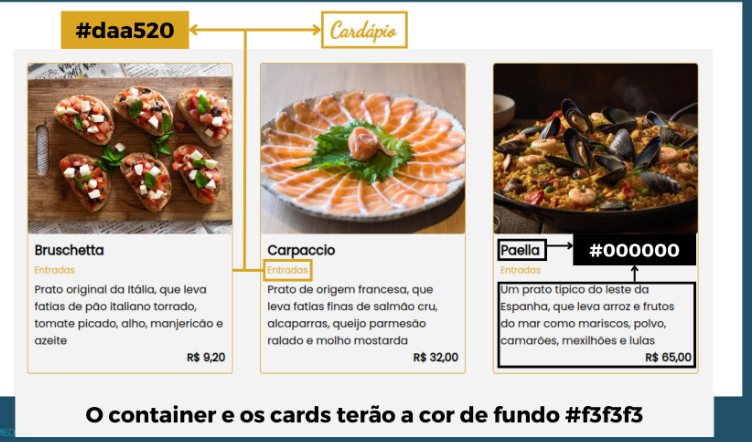 #daa520
Cardápio
Bruschetta
Entradas
Prato original da Itália, que leva
fatias de pão italiano torrado,
tomate picado, alho, manjericão e
azeite
R$ 9,20
Carpaccio
Entradas
Prato de origem francesa, que
leva fatias finas de salmão cru,
alcaparras, queijo parmesão
ralado e molho mostarda
R$ 32,00
Paella
#000000
Entradas
Um prato típico do leste da
Espanha, que leva arroz e frutos
do mar como mariscos, polvo,
camarões, mexilhões e lulas
R$ 65,00
O container e os cards terão a cor de fundo #f3f3f3